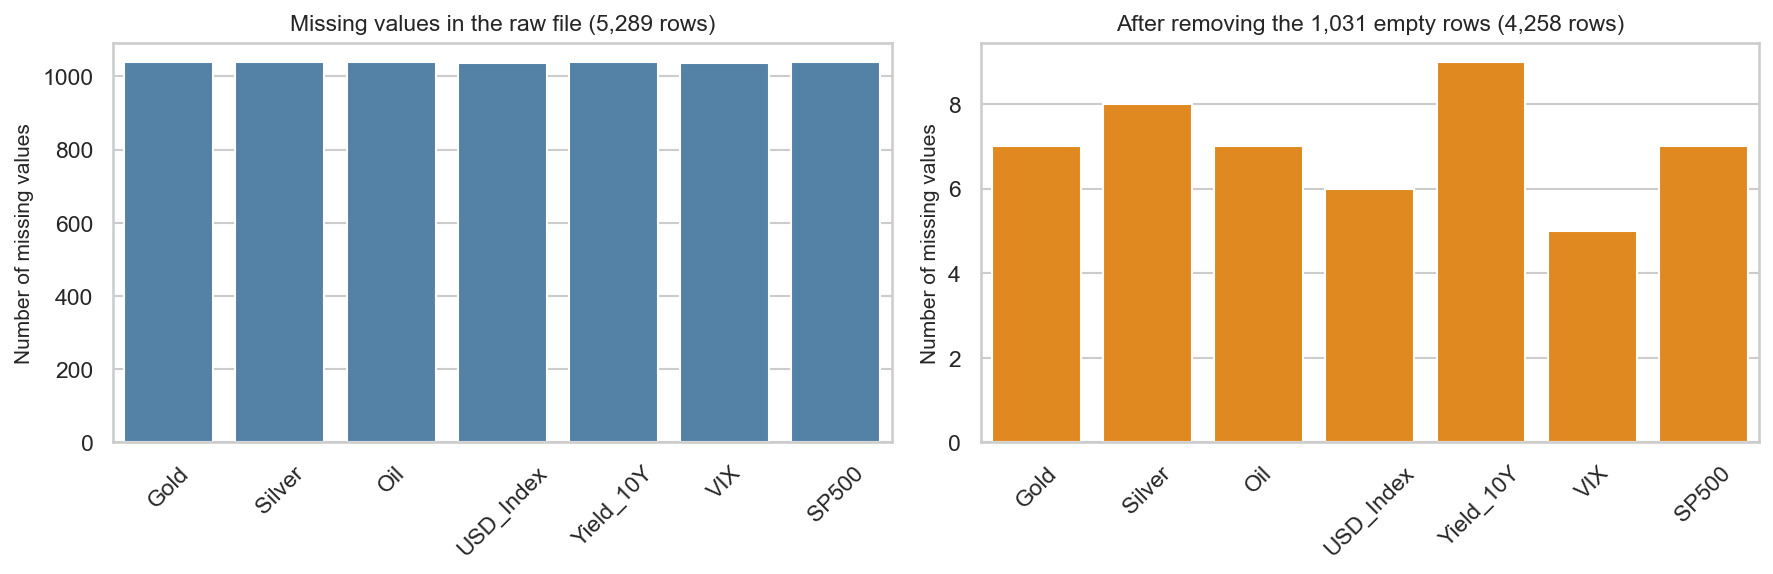 Missing values in the raw file (5,289 rows)
Number of missing values
1000
800
600
400
200
0
Gold
Silver
Oil
USD_Index
Yield_10Y
VIX
SP500
After removing the 1,031 empty rows (4,258 rows)
Number of missing values
8
6
4
2
0
Gold
Silver
Oil
USD_Index
Yield_10Y
VIX
SP500